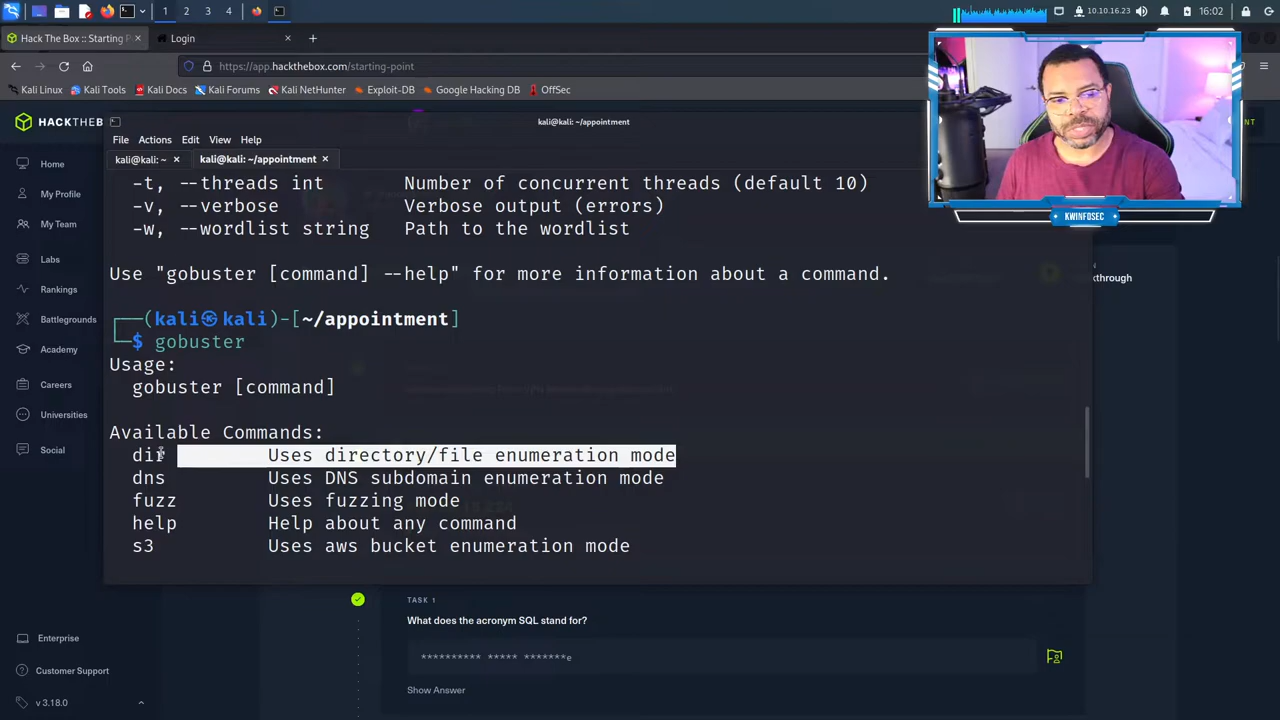 1
2
3
4
10.10.16.23
16:02
Hack The Box :: Starting P
Login
https://app.hackthebox.com/starting-point
Kali Linux
Kali Tools
Kali Docs
Kali Forums
Kali NetHunter
Exploit-DB
Google Hacking DB
OffSec
HACKTHEB
Home
My Profile
My Team
Labs
Rankings
Battlegrounds
Academy
Careers
Universities
Social
Enterprise
Customer Support
v 3.18.0
kali@kali: ~/appointment
File Actions Edit View Help
kali@kali: ~ ×
kali@kali: ~/appointment ×
-t, --threads int Number of concurrent threads (default 10)
-v, --verbose Verbose output (errors)
-w, --wordlist string Path to the wordlist
Use "gobuster [command] --help" for more information about a command.
┌──(kali㉿kali)-[~/appointment]
└─$ gobuster
Usage:
gobuster [command]
Available Commands:
dir Uses directory/file enumeration mode
dns Uses DNS subdomain enumeration mode
fuzz Uses fuzzing mode
help Help about any command
s3 Uses aws bucket enumeration mode
KWINFOSEC
NT
N
kthrough
TASK 1
What does the acronym SQL stand for?
********** ***** *******e
Show Answer